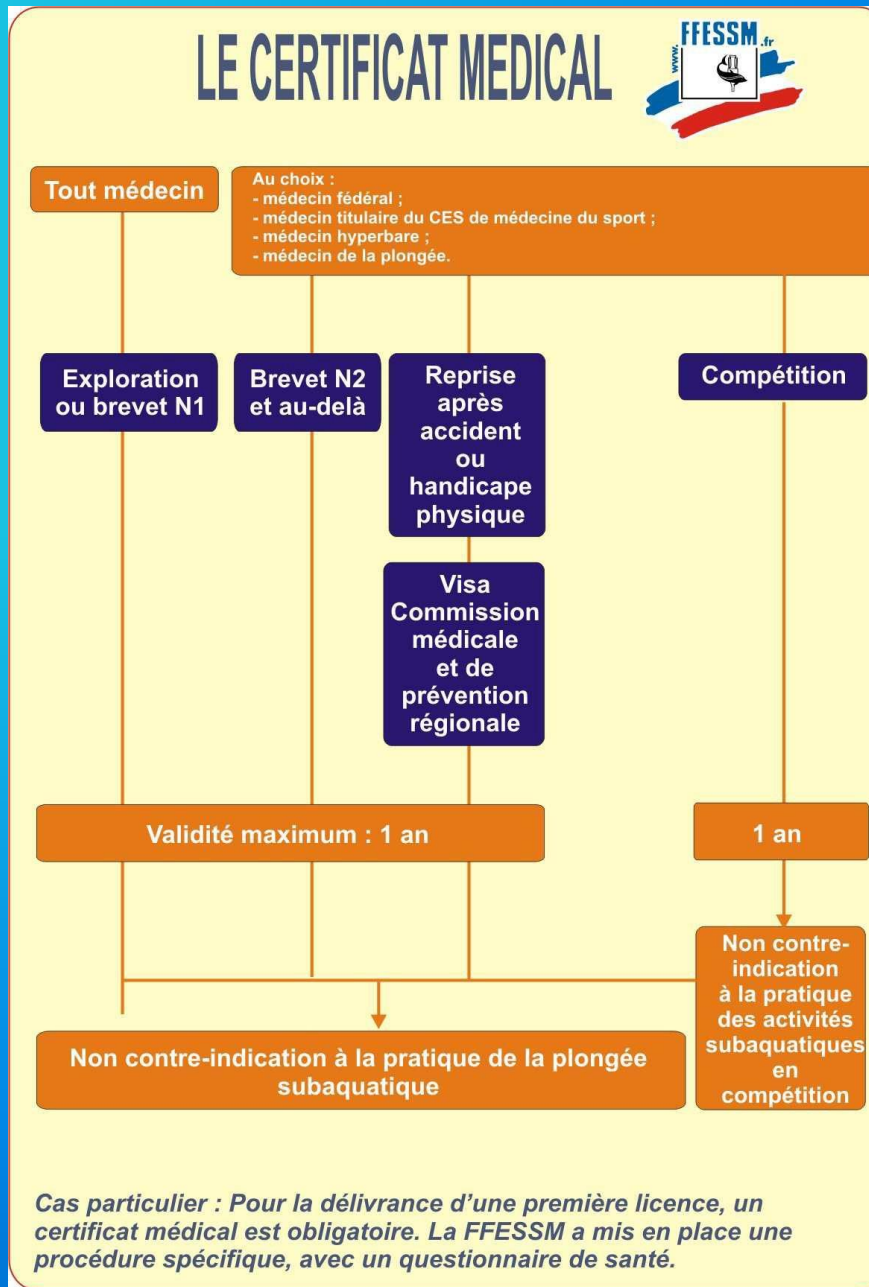 LE CERTIFICAT MEDICAL
www.
FFESSM
.fr
Tout médecin
Au choix :
- médecin fédéral ;
- médecin titulaire du CES de médecine du sport ;
- médecin hyperbare ;
- médecin de la plongée.
Exploration
ou brevet N1
Brevet N2
et au-delà
Reprise
après
accident
ou
handicape
physique
Compétition
Visa
Commission
médicale
et de
prévention
régionale
Validité maximum : 1 an
1 an
Non contre-indication à la pratique de la plongée
subaquatique
Non contre-
indication
à la pratique
des activités
subaquatiques
en
compétition
Cas particulier : Pour la délivrance d'une première licence, un
certificat médical est obligatoire. La FFESSM a mis en place une
procédure spécifique, avec un questionnaire de santé.